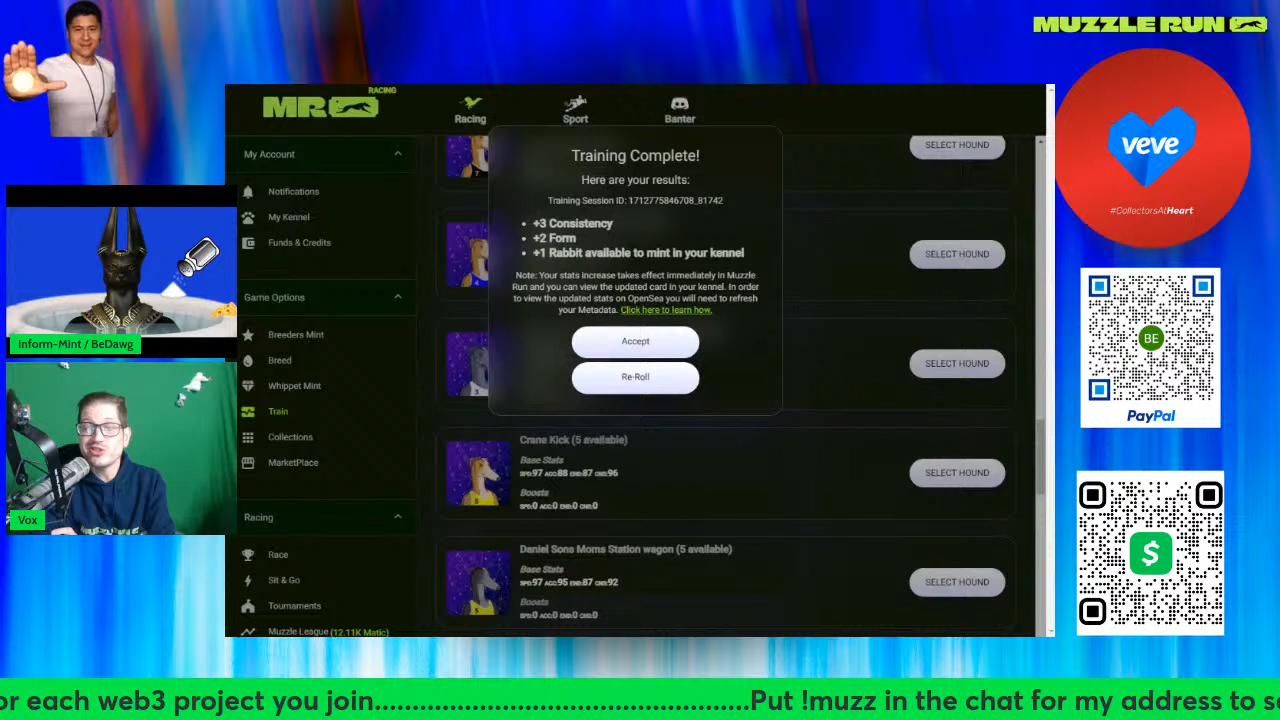 MUZZLE RUN
MR RACING
Racing
Sport
Banter
My Account
Notifications
My Kennel
Funds & Credits
Game Options
Breeders Mint
Breed
Whippet Mint
Train
Collections
MarketPlace
Racing
Race
Sit & Go
Tournaments
Muzzle League (12.11K Matic)
SELECT HOUND
Training Complete!
Here are your results:
Training Session ID: 1712775846708_81742
+3 Consistency
+2 Form
+1 Rabbit available to mint in your kennel
Note: Your stats increase takes effect immediately in Muzzle
Run and you can view the updated card in your kennel. In order
to view the updated stats on OpenSea you will need to refresh
your Metadata. Click here to learn how.
Accept
Re-Roll
SELECT HOUND
SELECT HOUND
Crane Kick (5 available)
Base Stats
SPD:97 ACC:88 END:87 CNS:96
Boosts
SPD:0 ACC:0 END:0 CNS:0
SELECT HOUND
Daniel Sons Moms Station wagon (5 available)
Base Stats
SPD:97 ACC:95 END:87 CNS:92
Boosts
SPD:0 ACC:0 END:0 CNS:0
SELECT HOUND
Inform-Mint / BeDawg
Vox
veve
#CollectorsAtHeart
BE
PayPal
$
or each web3 project you join..................................................Put !muzz in the chat for my address to s